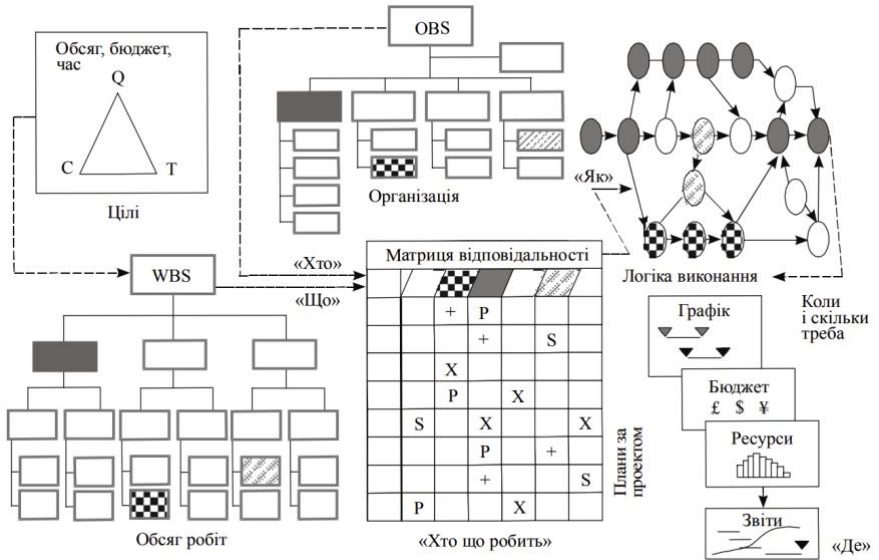 Обсяг, бюджет,
час
Q
C
T
Цілі
OBS
Організація
«Як»
Логіка виконання
WBS
«Хто»
«Що»
Обсяг робіт
Матриця відповідальності
+ P
+ S
X
P X
S X X
P +
+ S
P X
«Хто що робить»
Плани за
проектом
Коли
і скільки
треба
Графік
Бюджет
£ $ ¥
Ресурси
Звіти
«Де»